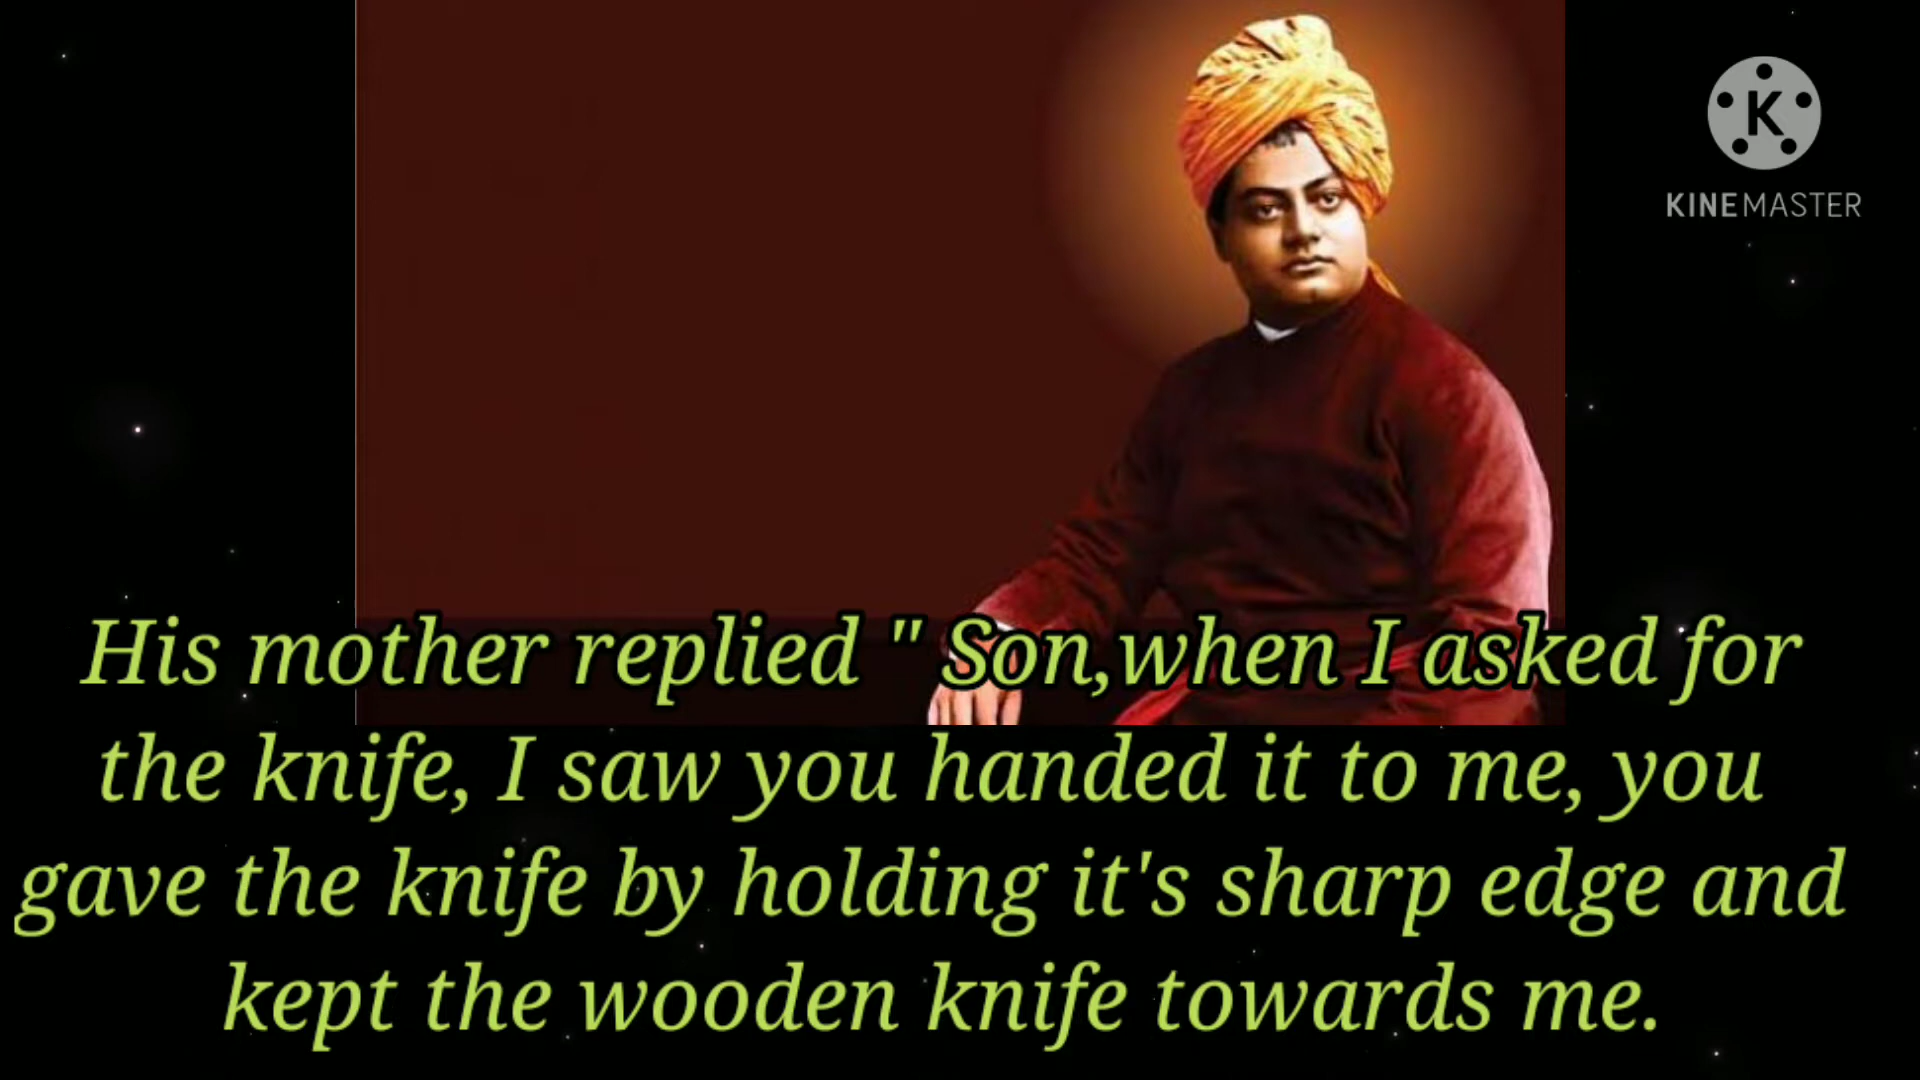 K
KINEMASTER
His mother replied " Son,when I asked for
the knife, I saw you handed it to me, you
gave the knife by holding it's sharp edge and
kept the wooden knife towards me.